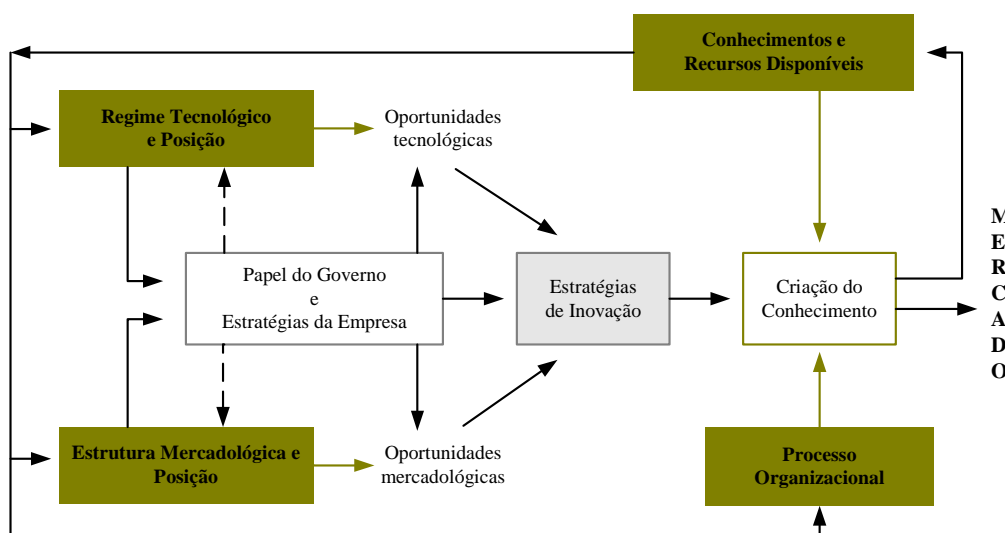 Conhecimentos e
Recursos Disponíveis
Regime Tecnológico
e Posição
Oportunidades
tecnológicas
Papel do Governo
e
Estratégias da Empresa
Estratégias
de Inovação
Criação do
Conhecimento
M
E
R
C
A
D
O
Estrutura Mercadológica e
Posição
Oportunidades
mercadológicas
Processo
Organizacional